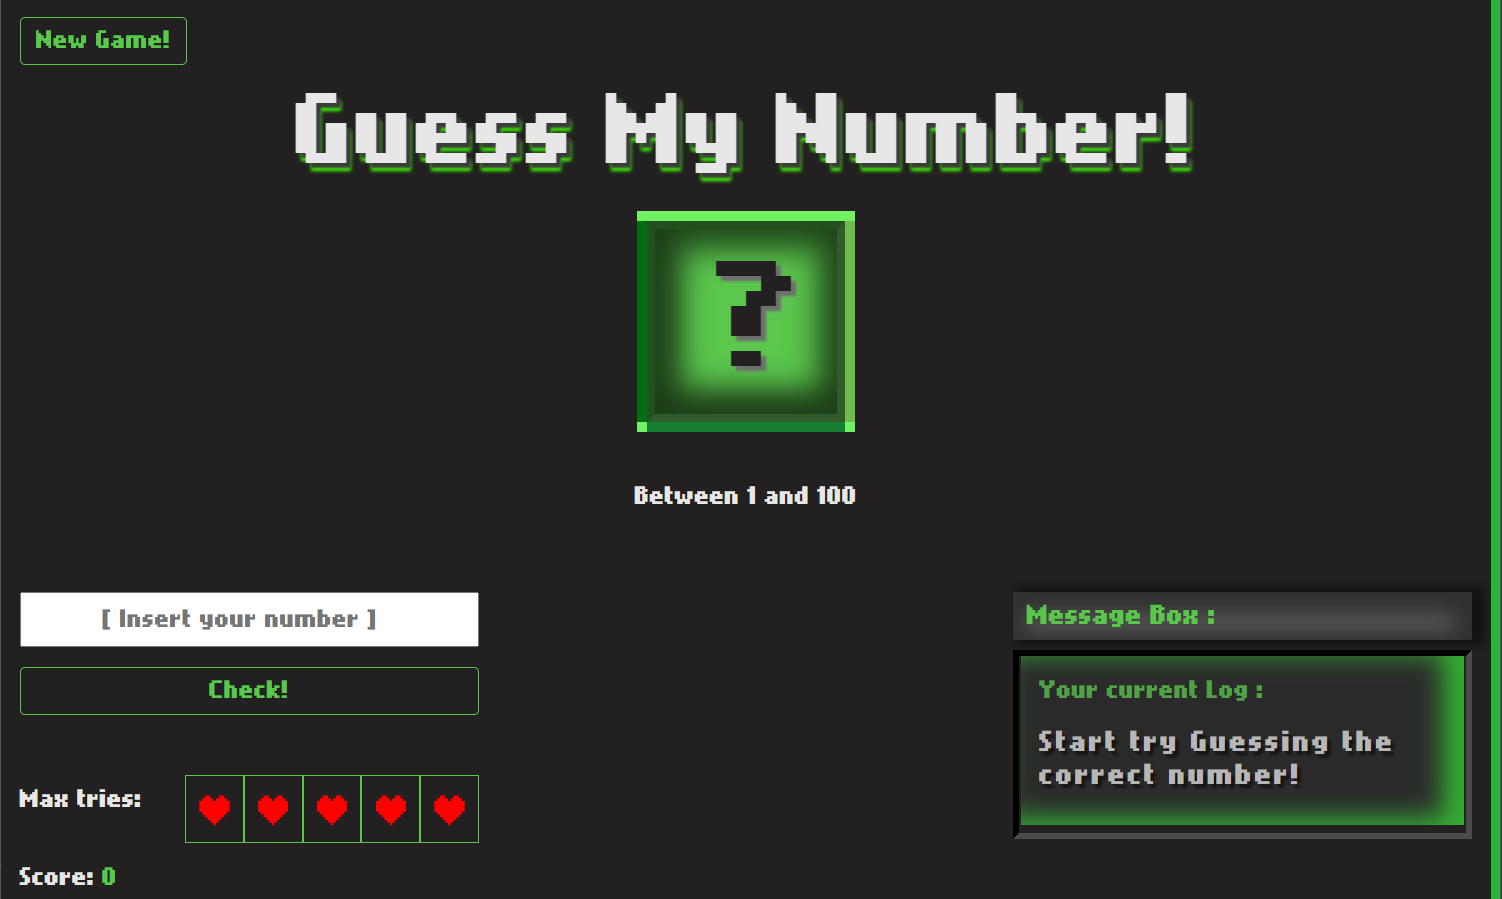 New Game!
Guess My Number!
?
Between 1 and 100
[ Insert your number ]
Check!
Max tries:
Score: 0
Message Box :
Your current Log :
Start try Guessing the
correct number!